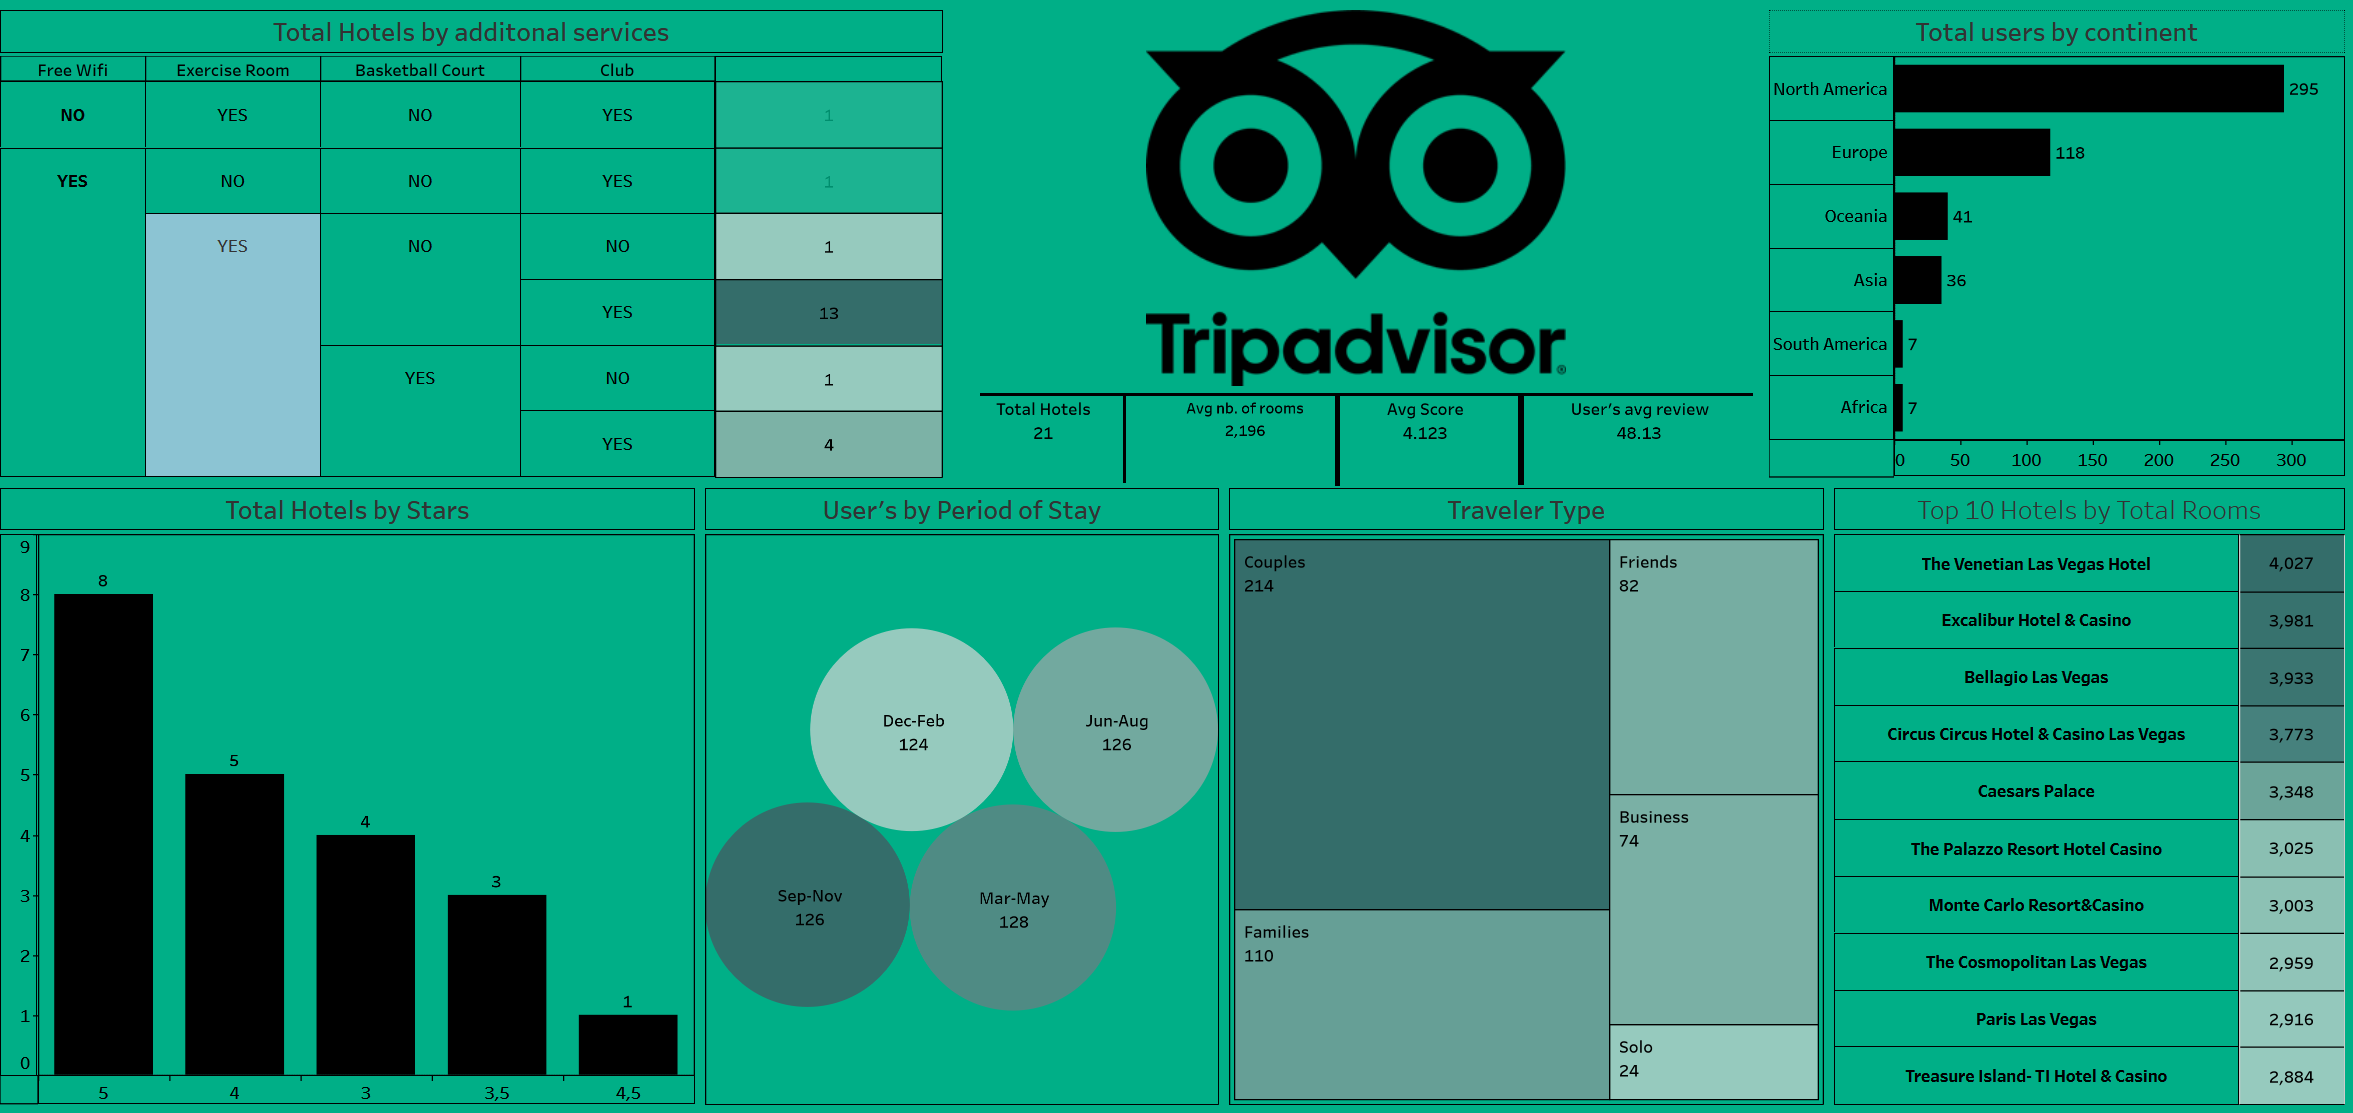 Total Hotels by additonal services
Free Wifi Exercise Room Basketball Court Club
NO YES NO YES 1
YES NO NO YES 1
YES NO NO 1
YES 13
YES NO 1
YES 4
Tripadvisor®
Total Hotels
21
Avg nb. of rooms
2,196
Avg Score
4.123
User's avg review
48.13
Total users by continent
North America 295
Europe 118
Oceania 41
Asia 36
South America 7
Africa 7
0 50 100 150 200 250 300
Total Hotels by Stars
9
8
7
6
5
4
3
2
1
0
8
5
4
3
1
5 4 3 3,5 4,5
User's by Period of Stay
Dec-Feb
124
Jun-Aug
126
Sep-Nov
126
Mar-May
128
Traveler Type
Couples
214
Friends
82
Business
74
Families
110
Solo
24
Top 10 Hotels by Total Rooms
The Venetian Las Vegas Hotel 4,027
Excalibur Hotel & Casino 3,981
Bellagio Las Vegas 3,933
Circus Circus Hotel & Casino Las Vegas 3,773
Caesars Palace 3,348
The Palazzo Resort Hotel Casino 3,025
Monte Carlo Resort&Casino 3,003
The Cosmopolitan Las Vegas 2,959
Paris Las Vegas 2,916
Treasure Island- TI Hotel & Casino 2,884